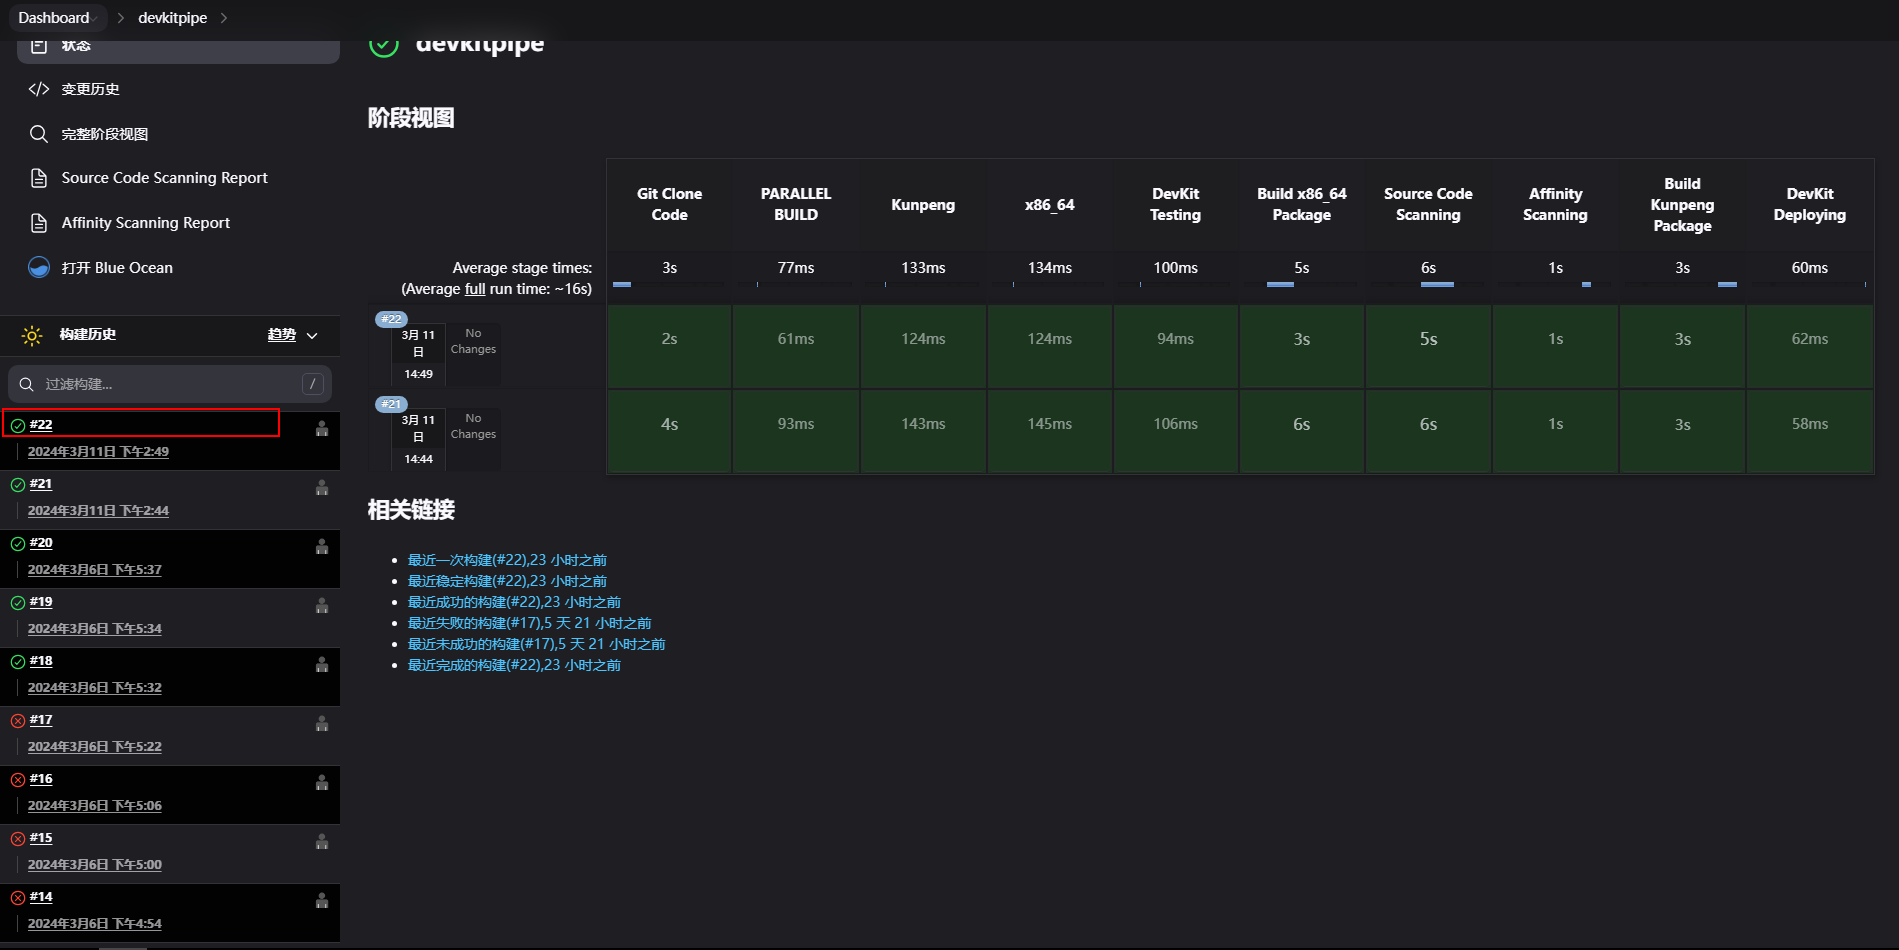 Dashboard
devkitpipe
状态
变更历史
完整阶段视图
Source Code Scanning Report
Affinity Scanning Report
打开 Blue Ocean
构建历史
趋势
过滤构建...
/
#22
2024年3月11日 下午2:49
#21
2024年3月11日 下午2:44
#20
2024年3月6日 下午5:37
#19
2024年3月6日 下午5:34
#18
2024年3月6日 下午5:32
#17
2024年3月6日 下午5:22
#16
2024年3月6日 下午5:06
#15
2024年3月6日 下午5:00
#14
2024年3月6日 下午4:54
devkitpipe
阶段视图
Git Clone
Code
PARALLEL
BUILD
Kunpeng
x86_64
DevKit
Testing
Build x86_64
Package
Source Code
Scanning
Affinity
Scanning
Build
Kunpeng
Package
DevKit
Deploying
Average stage times:
(Average full run time: ~16s)
3s
77ms
133ms
134ms
100ms
5s
6s
1s
3s
60ms
#22
3月 11
日
14:49
No
Changes
2s
61ms
124ms
124ms
94ms
3s
5s
1s
3s
62ms
#21
3月 11
日
14:44
No
Changes
4s
93ms
143ms
145ms
106ms
6s
6s
1s
3s
58ms
相关链接
最近一次构建(#22),23 小时之前
最近稳定构建(#22),23 小时之前
最近成功的构建(#22),23 小时之前
最近失败的构建(#17),5 天 21 小时之前
最近未成功的构建(#17),5 天 21 小时之前
最近完成的构建(#22),23 小时之前